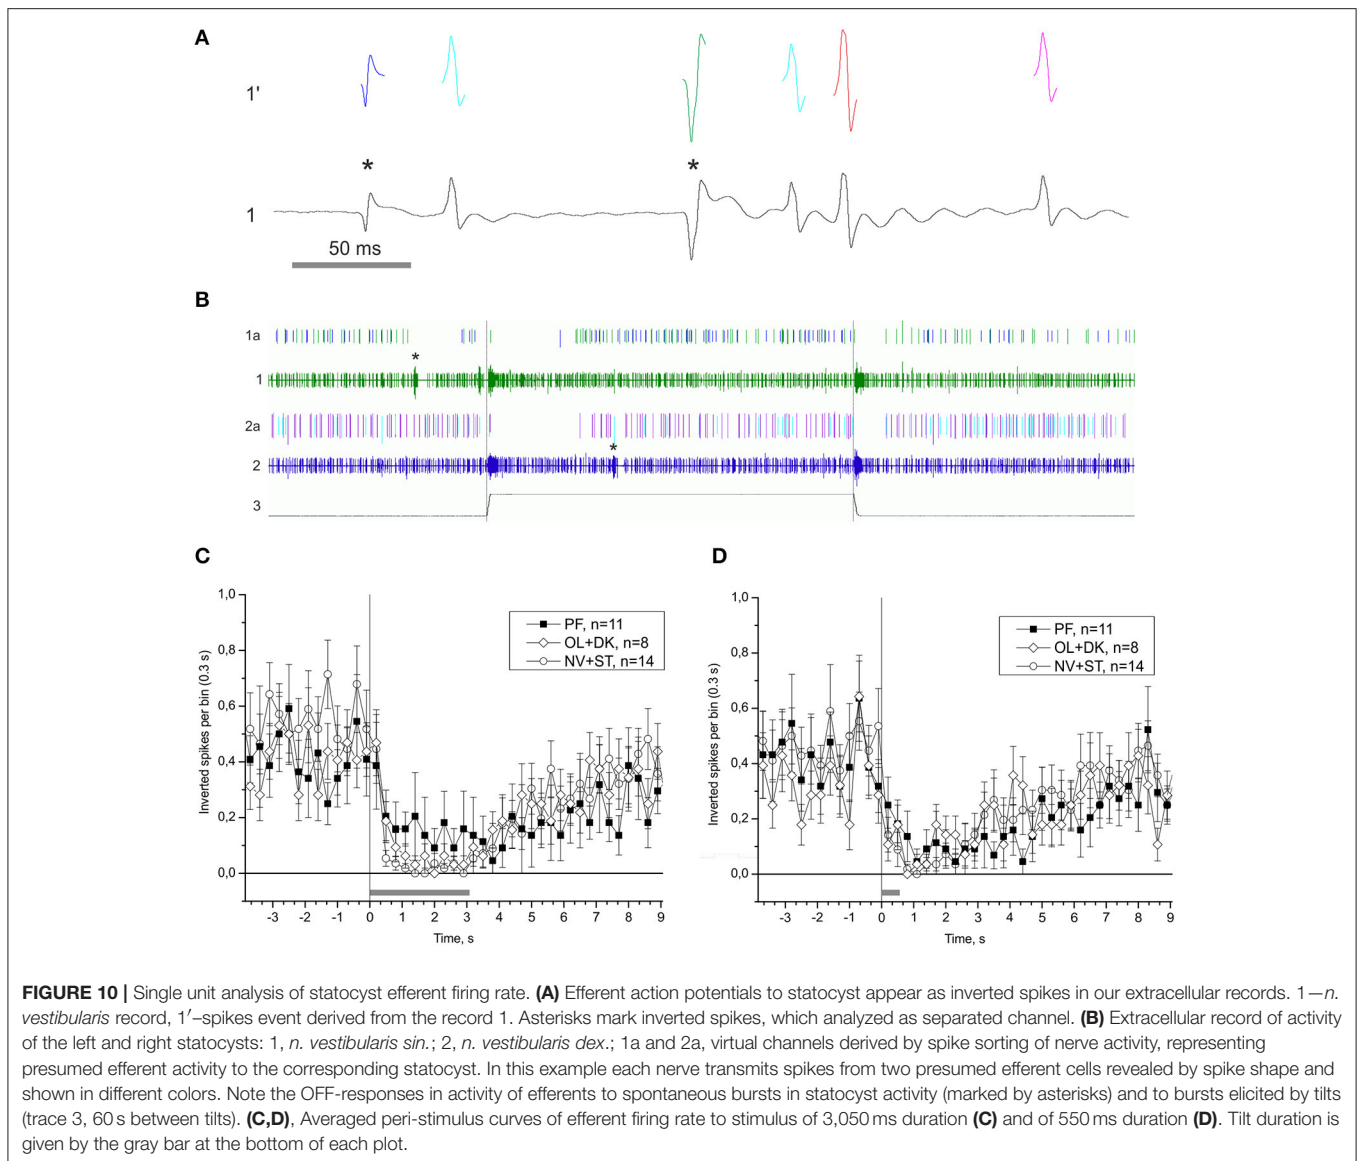 A
1'
* *
1
50 ms
B
1a
*
1
2a
*
2
3
C
1,0
0,8
0,6
0,4
0,2
0,0
Inverted spikes per bin (0.3 s)
PF, n=11
OL+DK, n=8
NV+ST, n=14
-3 -2 -1 0 1 2 3 4 5 6 7 8 9
Time, s
D
1,0
0,8
0,6
0,4
0,2
0,0
Inverted spikes per bin (0.3 s)
PF, n=11
OL+DK, n=8
NV+ST, n=14
-3 -2 -1 0 1 2 3 4 5 6 7 8 9
Time, s
FIGURE 10 | Single unit analysis of statocyst efferent firing rate. (A) Efferent action potentials to statocyst appear as inverted spikes in our extracellular records. 1—n.
vestibularis record, 1′–spikes event derived from the record 1. Asterisks mark inverted spikes, which analyzed as separated channel. (B) Extracellular record of activity
of the left and right statocysts: 1, n. vestibularis sin.; 2, n. vestibularis dex.; 1a and 2a, virtual channels derived by spike sorting of nerve activity, representing
presumed efferent activity to the corresponding statocyst. In this example each nerve transmits spikes from two presumed efferent cells revealed by spike shape and
shown in different colors. Note the OFF-responses in activity of efferents to spontaneous bursts in statocyst activity (marked by asterisks) and to bursts elicited by tilts
(trace 3, 60 s between tilts). (C,D), Averaged peri-stimulus curves of efferent firing rate to stimulus of 3,050 ms duration (C) and of 550 ms duration (D). Tilt duration is
given by the gray bar at the bottom of each plot.